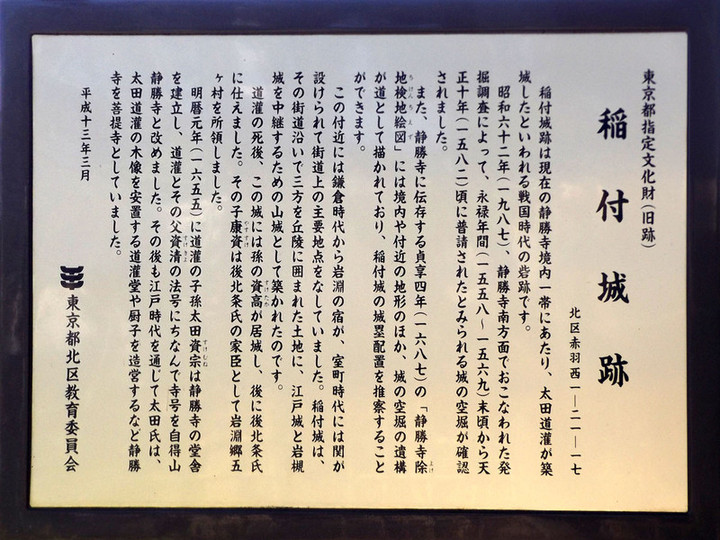 東京都指定文化財(旧跡)
稲付城跡
北区赤羽西一―二一―一七
稲付城跡は現在の静勝寺境内一帯にあたり、太田道灌が築
城したといわれる戦国時代の砦跡です。
昭和六十二年(一九八七)、静勝寺南方面でおこなわれた発
掘調査によって、永禄年間(一五五八～一五六九)末頃から天
正十年(一五八二)頃に普請されたとみられる城の空堀が確認
されました。
また、静勝寺に伝存する貞享四年(一六八七)の「静勝寺除
地検地絵図」には境内や付近の地形のほか、城の空堀の遺構
が道として描かれており、稲付城の城塁配置を推察すること
ができます。
この付近には鎌倉時代から岩淵の宿が、室町時代には関が
設けられて街道上の主要地点をなしていました。稲付城は、
その街道沿いで三方を丘陵に囲まれた土地に、江戸城と岩槻
城を中継するための山城として築かれたのです。
道灌の死後、この城には孫の資高が居城し、後に後北条氏
に仕えました。その子康資は後北条氏の家臣として岩淵郷五
ヶ村を所領しました。
明暦元年(一六五五)に道灌の子孫太田資宗は静勝寺の堂舎
を建立し、道灌とその父資清の法号にちなんで寺号を自得山
静勝寺と改めました。その後も江戸時代を通じて太田氏は、
太田道灌の木像を安置する道灌堂や厨子を造営するなど静勝
寺を菩提寺としていました。
平成十三年三月
東京都北区教育委員会